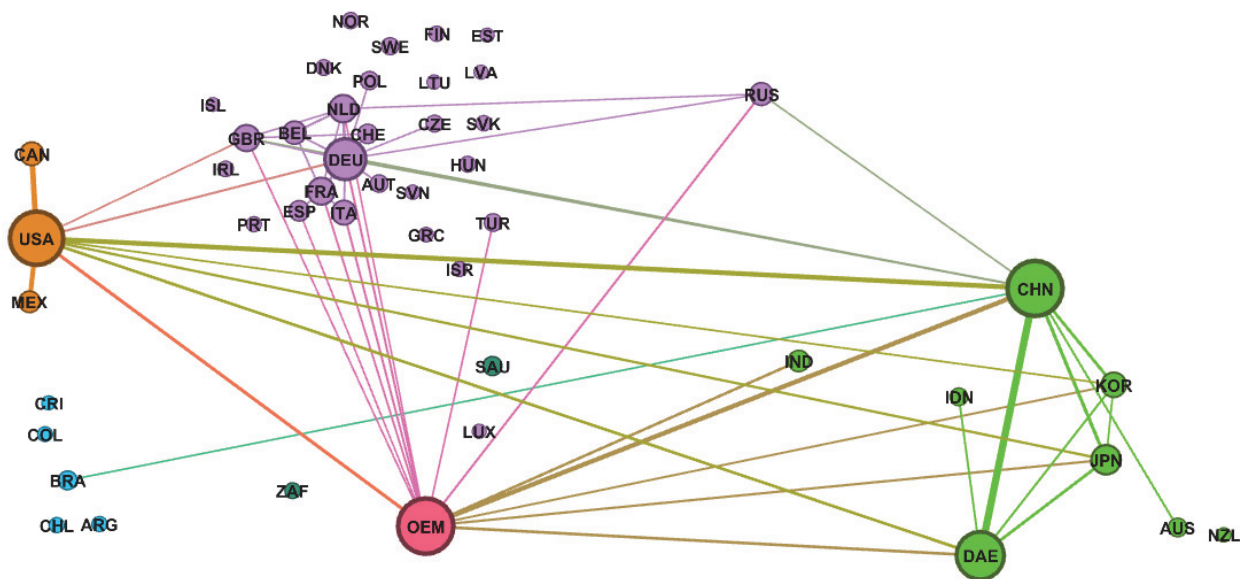 NOR
FIN
EST
SWE
DNK
POL
LTU
LVA
ISL
NLD
RUS
GBR
BEL
CHE
CZE
SVK
CAN
DEU
HUN
IRL
FRA
AUT
SVN
ESP
ITA
PRT
TUR
USA
GRC
ISR
CHN
MEX
SAU
IND
KOR
IDN
CRI
COL
LUX
JPN
BRA
ZAF
CHL
ARG
OEM
AUS
NZL
DAE